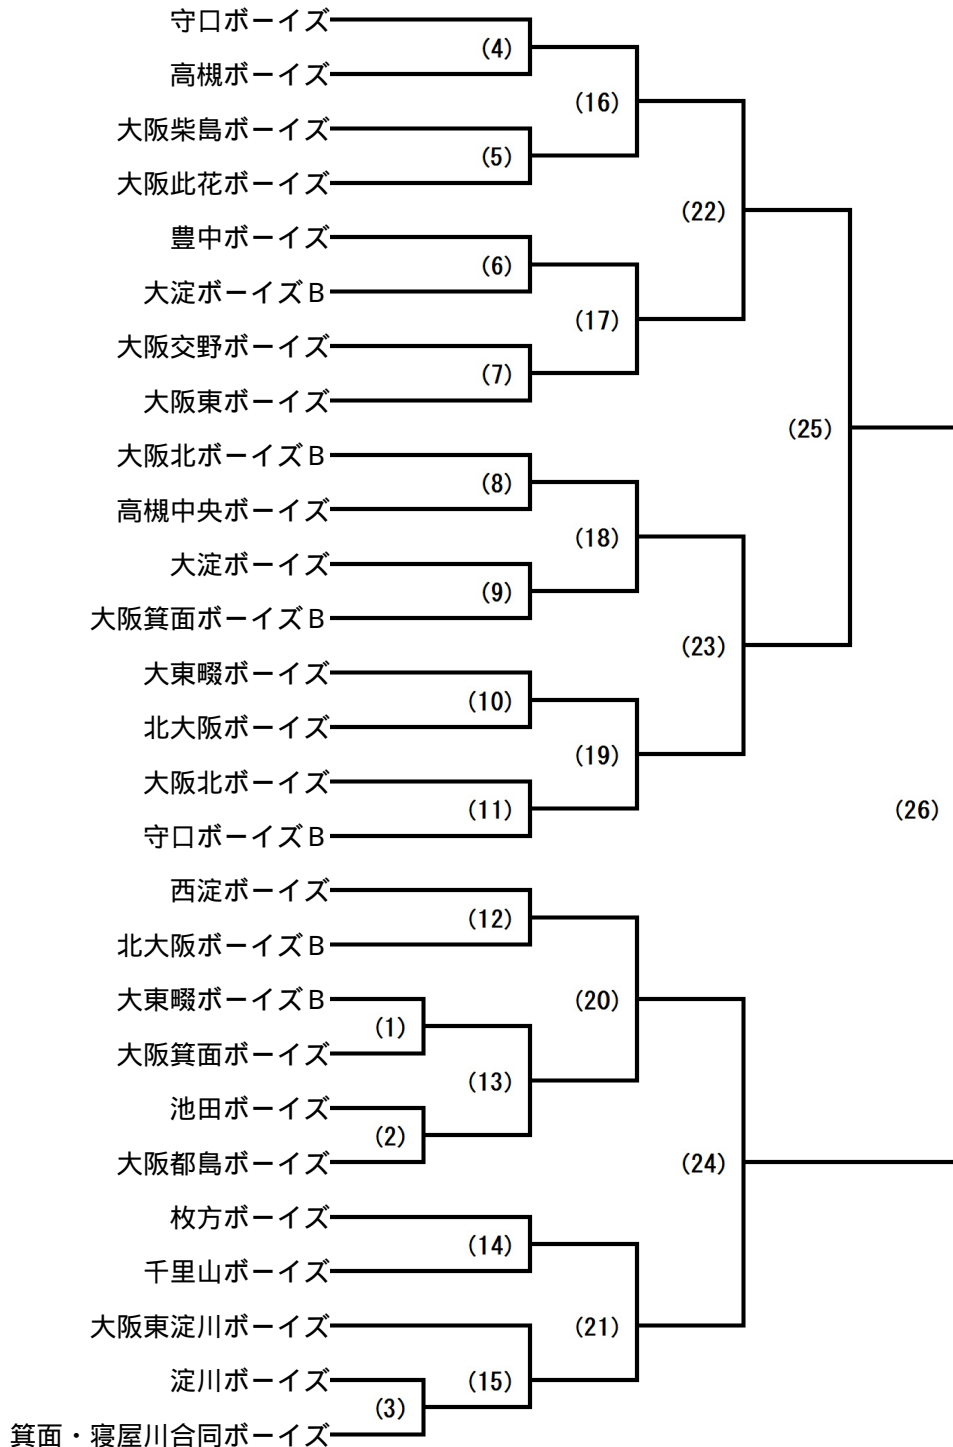 守口ボーイズ
(4)
高槻ボーイズ
(16)
大阪柴島ボーイズ
(5)
大阪此花ボーイズ
(22)
豊中ボーイズ
(6)
大淀ボーイズB
(17)
大阪交野ボーイズ
(7)
大阪東ボーイズ
(25)
大阪北ボーイズB
(8)
高槻中央ボーイズ
(18)
大淀ボーイズ
(9)
大阪箕面ボーイズB
(23)
大東畷ボーイズ
(10)
北大阪ボーイズ
(19)
大阪北ボーイズ
(11)
(26)
守口ボーイズB
西淀ボーイズ
(12)
北大阪ボーイズB
大東畷ボーイズB
(20)
(1)
大阪箕面ボーイズ
(13)
池田ボーイズ
(2)
大阪都島ボーイズ
(24)
枚方ボーイズ
(14)
千里山ボーイズ
大阪東淀川ボーイズ
(21)
淀川ボーイズ
(15)
(3)
箕面・寝屋川合同ボーイズ